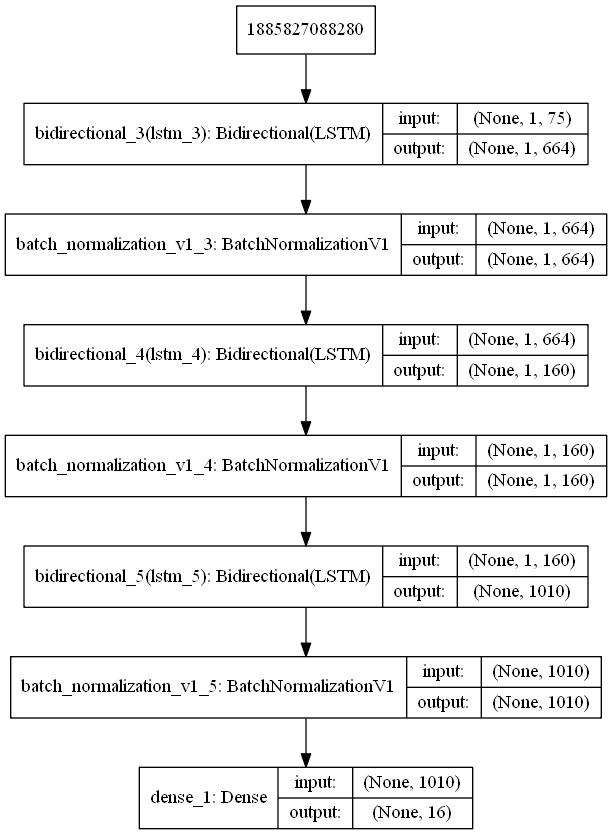 1885827088280
bidirectional_3(lstm_3): Bidirectional(LSTM)
input: (None, 1, 75)
output: (None, 1, 664)
batch_normalization_v1_3: BatchNormalizationV1
input: (None, 1, 664)
output: (None, 1, 664)
bidirectional_4(lstm_4): Bidirectional(LSTM)
input: (None, 1, 664)
output: (None, 1, 160)
batch_normalization_v1_4: BatchNormalizationV1
input: (None, 1, 160)
output: (None, 1, 160)
bidirectional_5(lstm_5): Bidirectional(LSTM)
input: (None, 1, 160)
output: (None, 1010)
batch_normalization_v1_5: BatchNormalizationV1
input: (None, 1010)
output: (None, 1010)
dense_1: Dense
input: (None, 1010)
output: (None, 16)